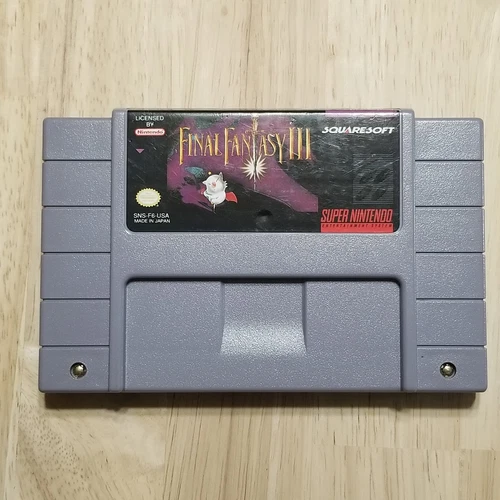 LICENSED
BY
Nintendo
FINAL FANTASY III
SQUARESOFT
SNS-F6-USA
MADE IN JAPAN
SUPER NINTENDO
ENTERTAINMENT SYSTEM